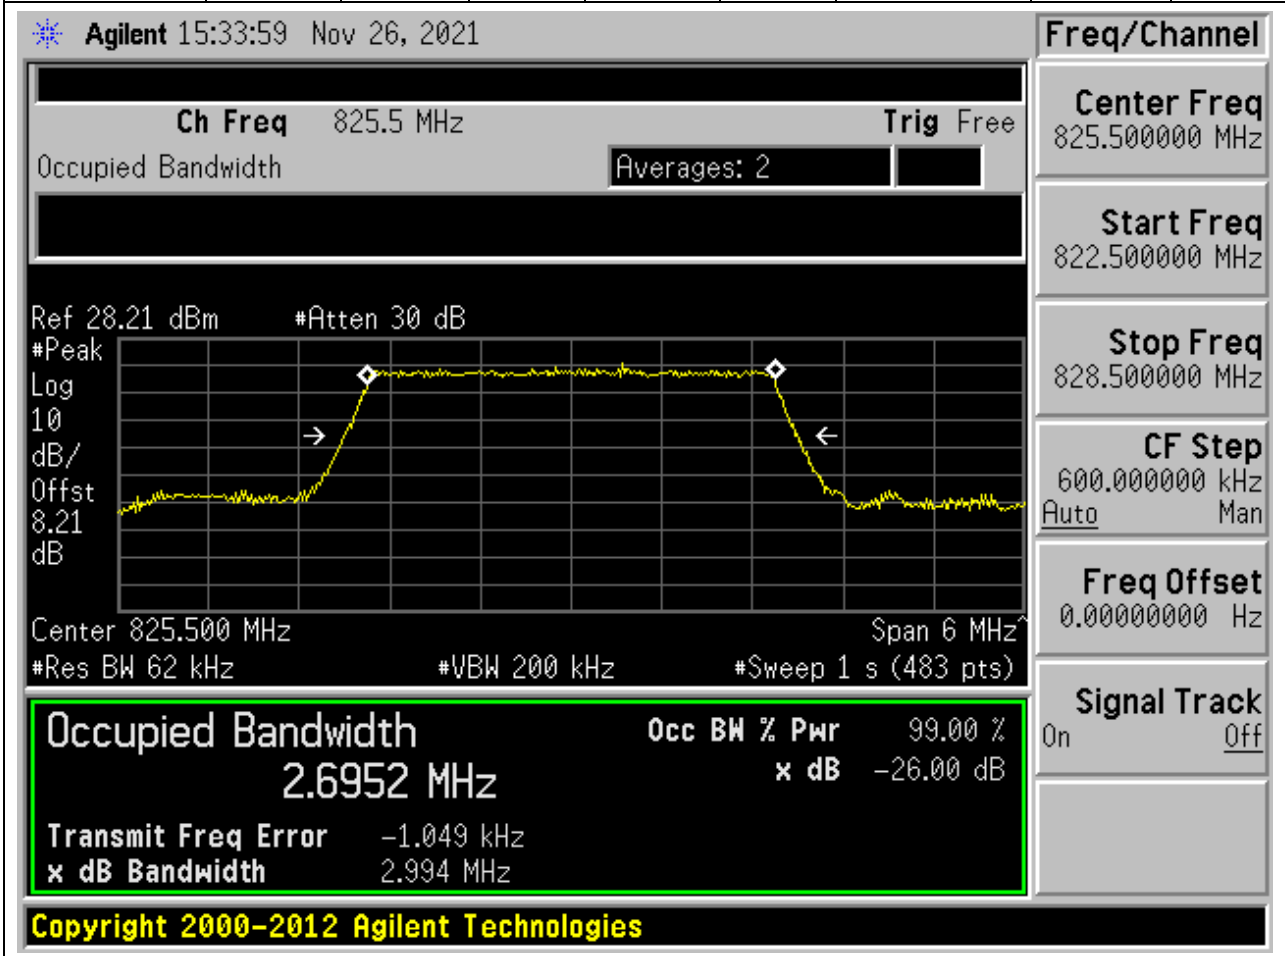 Agilent 15:33:59 Nov 26, 2021
Freq/Channel
Ch Freq 825.5 MHz
Trig Free
Occupied Bandwidth
Averages: 2
Ref 28.21 dBm #Atten 30 dB
#Peak
Log
10
dB/
Offst
8.21
dB
Center 825.500 MHz
Span 6 MHz^
#Res BW 62 kHz #VBW 200 kHz #Sweep 1 s (483 pts)
Occupied Bandwidth
2.6952 MHz
Occ BW % Pwr 99.00 %
x dB -26.00 dB
Transmit Freq Error -1.049 kHz
x dB Bandwidth 2.994 MHz
Copyright 2000-2012 Agilent Technologies
Center Freq
825.500000 MHz
Start Freq
822.500000 MHz
Stop Freq
828.500000 MHz
CF Step
600.000000 kHz
Auto Man
Freq Offset
0.00000000 Hz
Signal Track
On Off